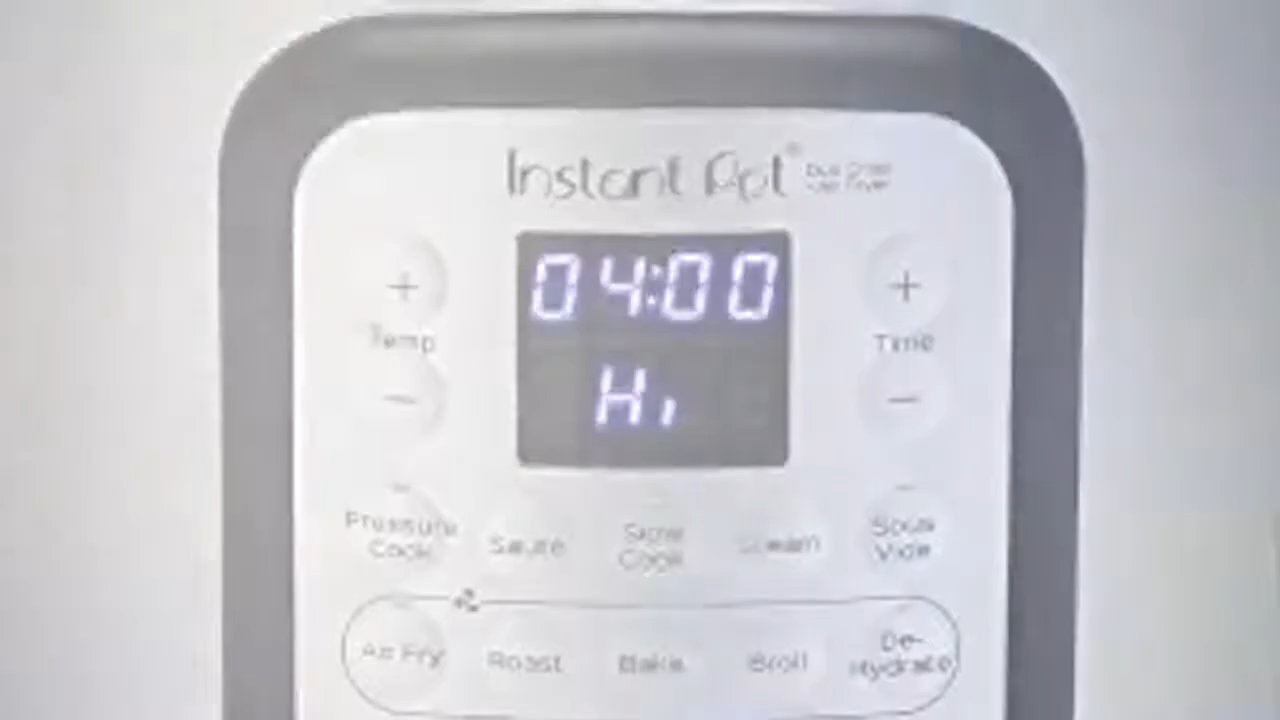 Instant Pot®
04:00
Hi
+
+
Temp
Time
−
−
Pressure Cook
Saute
Slow Cook
Steam
Sous Vide
Air Fry
Roast
Bake
Broil
De-
Hydrate